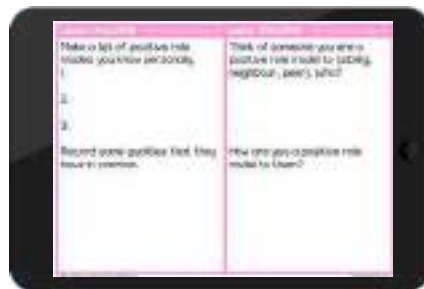 Make a list of positive role
models you know personally.
1.
2.
3.
Record some qualities that they
have in common.
Think of someone you are a
positive role model to (sibling,
neighbour, peer). Who?
How are you a positive role
model to them?